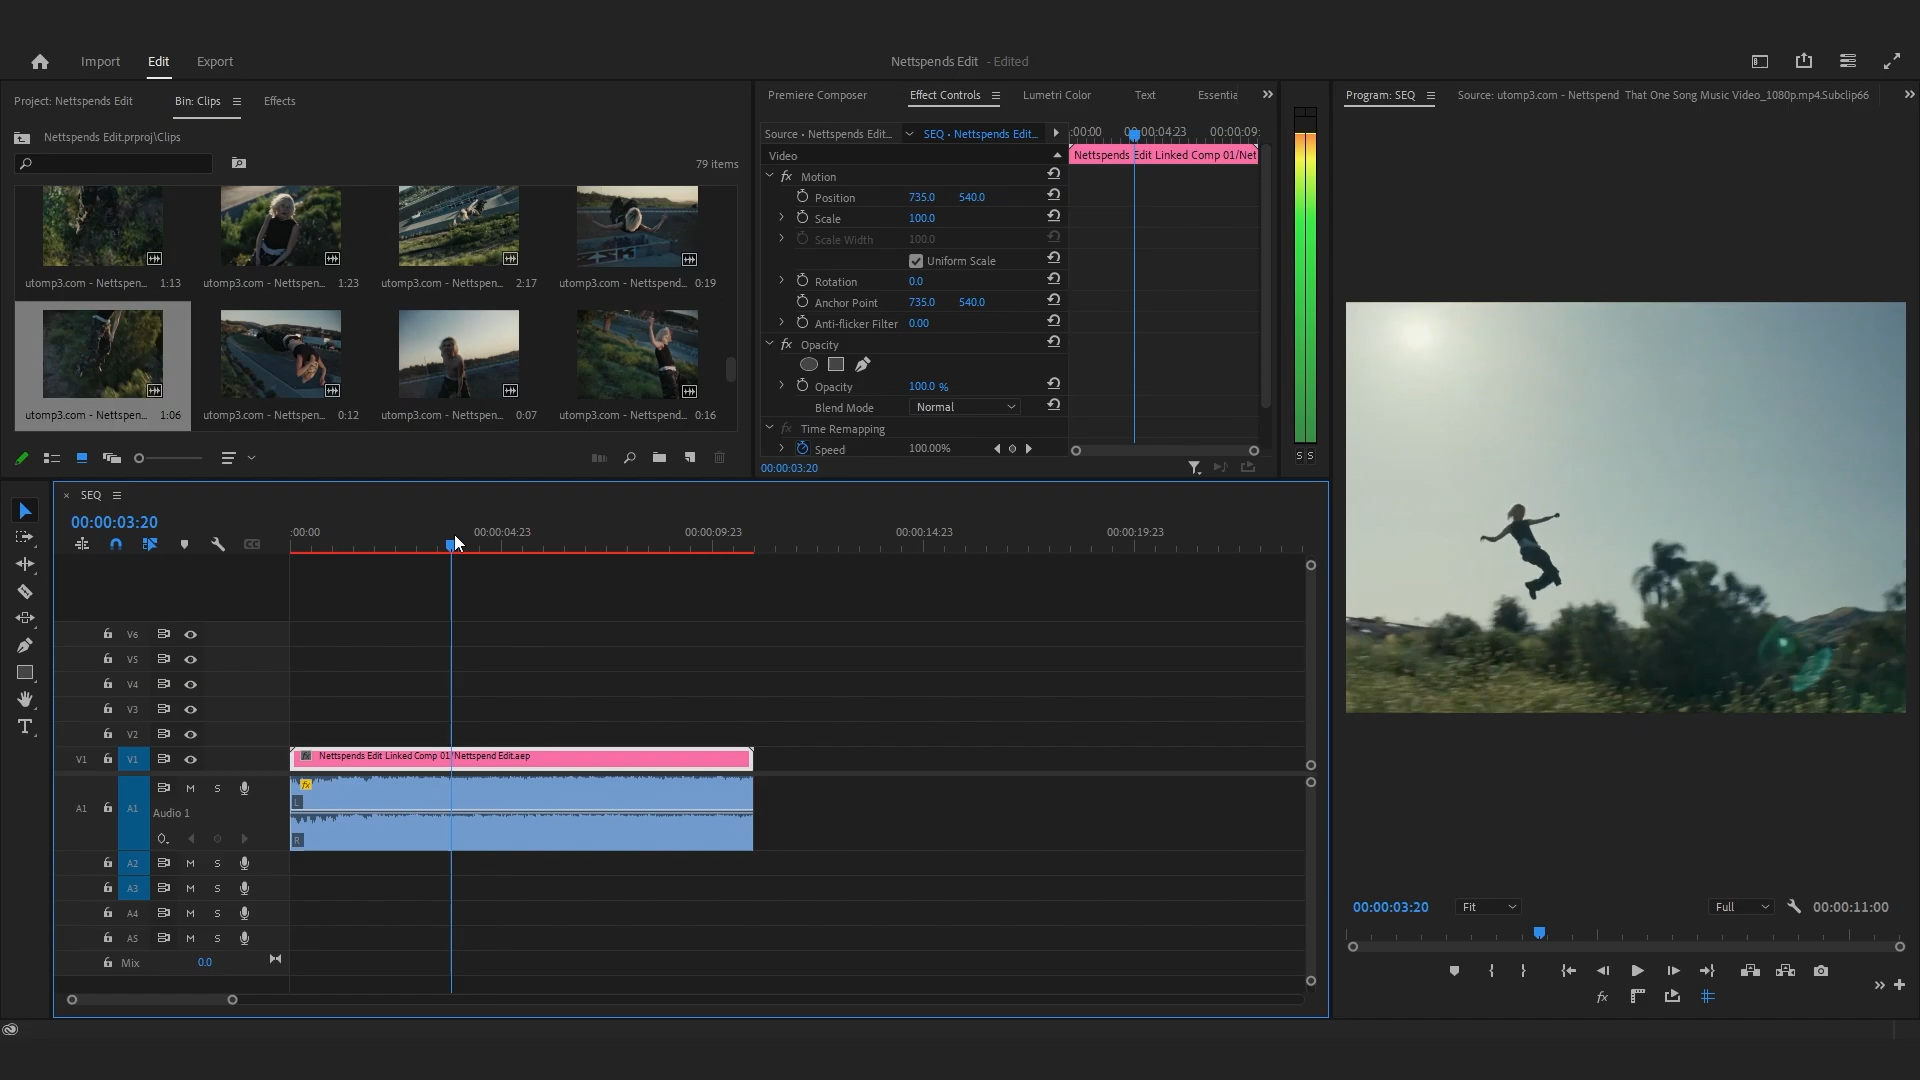 Import Edit Export
Nettspends Edit - Edited
Project: Nettspends Edit Bin: Clips Effects
Nettspends Edit.prproj\Clips
79 items
utomp3.com - Nettspen... 1:13
utomp3.com - Nettspen... 1:23
utomp3.com - Nettspen... 2:17
utomp3.com - Nettspend... 0:19
utomp3.com - Nettspen... 1:06
utomp3.com - Nettspen... 0:12
utomp3.com - Nettspen... 0:07
utomp3.com - Nettspend... 0:16
Premiere Composer Effect Controls Lumetri Color Text Essentia
Source • Nettspends Edit... SEQ • Nettspends Edit...
:00:00 00:00:04:23 00:00:09:
Video
Nettspends Edit Linked Comp 01/Net
fx Motion
Position 735.0 540.0
Scale 100.0
Scale Width 100.0
Uniform Scale
Rotation 0.0
Anchor Point 735.0 540.0
Anti-flicker Filter 0.00
fx Opacity
Opacity 100.0 %
Blend Mode Normal
fx Time Remapping
Speed 100.00%
00:00:03:20
S S
Program: SEQ Source: utomp3.com - Nettspend That One Song Music Video_1080p.mp4.Subclip66
× SEQ
00:00:03:20
:00:00 00:00:04:23 00:00:09:23 00:00:14:23 00:00:19:23
CC
V6
V5
V4
V3
V2
V1 V1
fx Nettspends Edit Linked Comp 01/Nettspend Edit.aep
A1 A1 M S
Audio 1
fx
L
R
A2 M S
A3 M S
A4 M S
A5 M S
Mix 0.0
00:00:03:20 Fit Full 00:00:11:00
fx